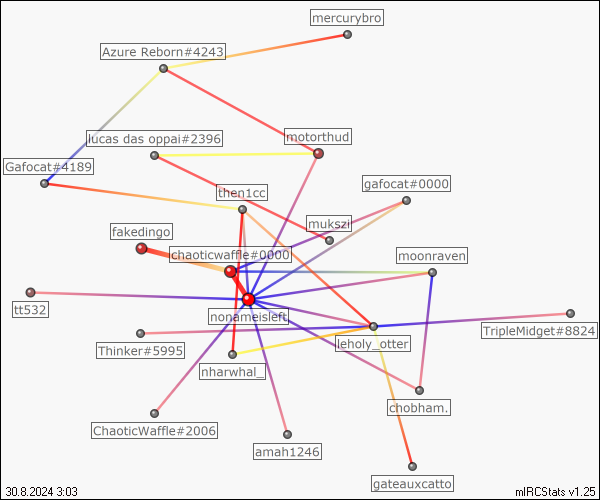 mercurybro
Azure Reborn#4243
lucas das oppai#2396
motorthud
Gafocat#4189
gafocat#0000
then1cc
mukszi
fakedingo
chaoticwaffle#0000
moonraven
tt532
nonameisleft
TripleMidget#8824
leholy_otter
Thinker#5995
nharwhal_
chobham.
ChaoticWaffle#2006
amah1246
gateauxcatto
30.8.2024 3:03
mIRCStats v1.25